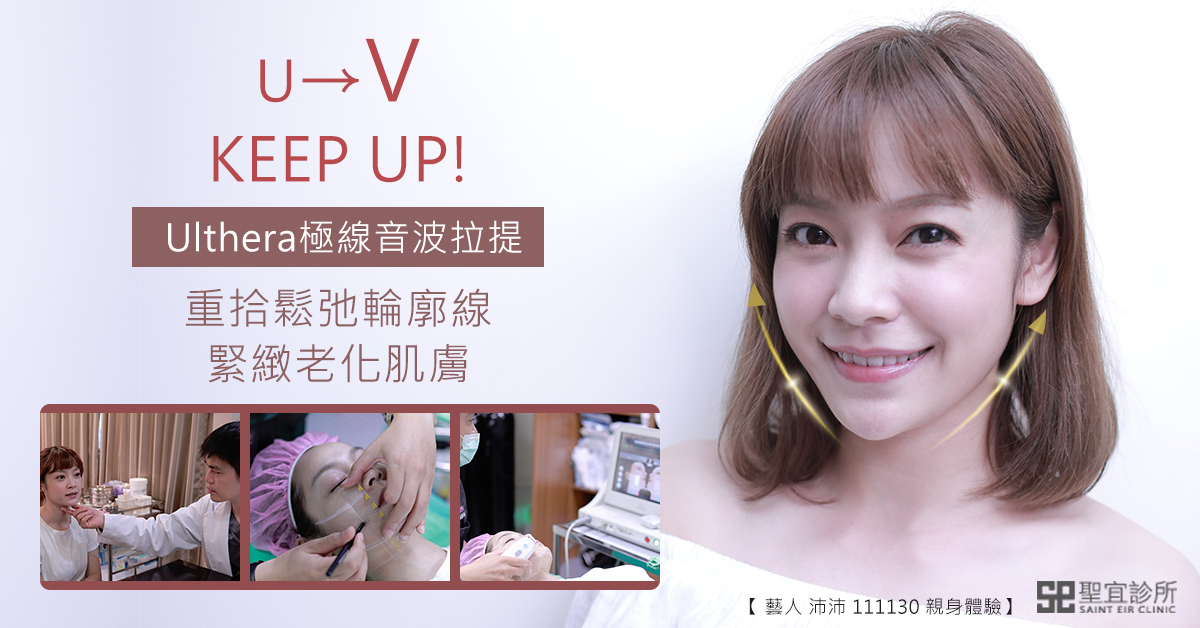 U→V
KEEP UP!
Ulthera極線音波拉提
重拾鬆弛輪廓線
緊緻老化肌膚
【 藝人 沛沛 111130 親身體驗】
聖宜診所
SAINT EIR CLINIC